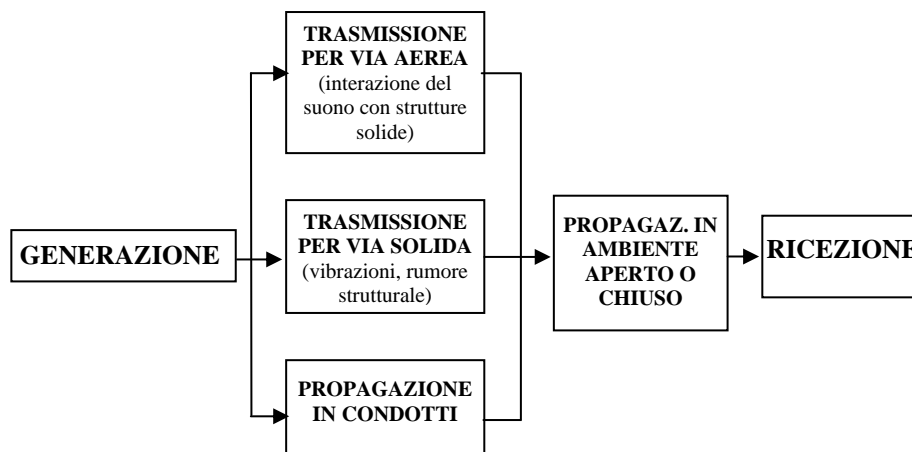 GENERAZIONE
TRASMISSIONE
PER VIA AEREA
(interazione del
suono con strutture
solide)
TRASMISSIONE
PER VIA SOLIDA
(vibrazioni, rumore
strutturale)
PROPAGAZIONE
IN CONDOTTI
PROPAGAZ. IN
AMBIENTE
APERTO O
CHIUSO
RICEZIONE